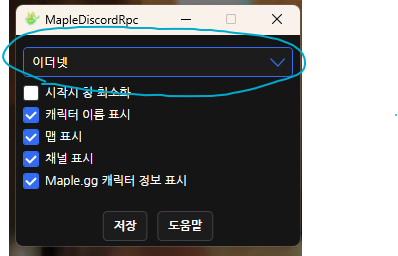 MapleDiscordRpc
이더넷
시작시 창 최소화
캐릭터 이름 표시
맵 표시
채널 표시
Maple.gg 캐릭터 정보 표시
저장 도움말